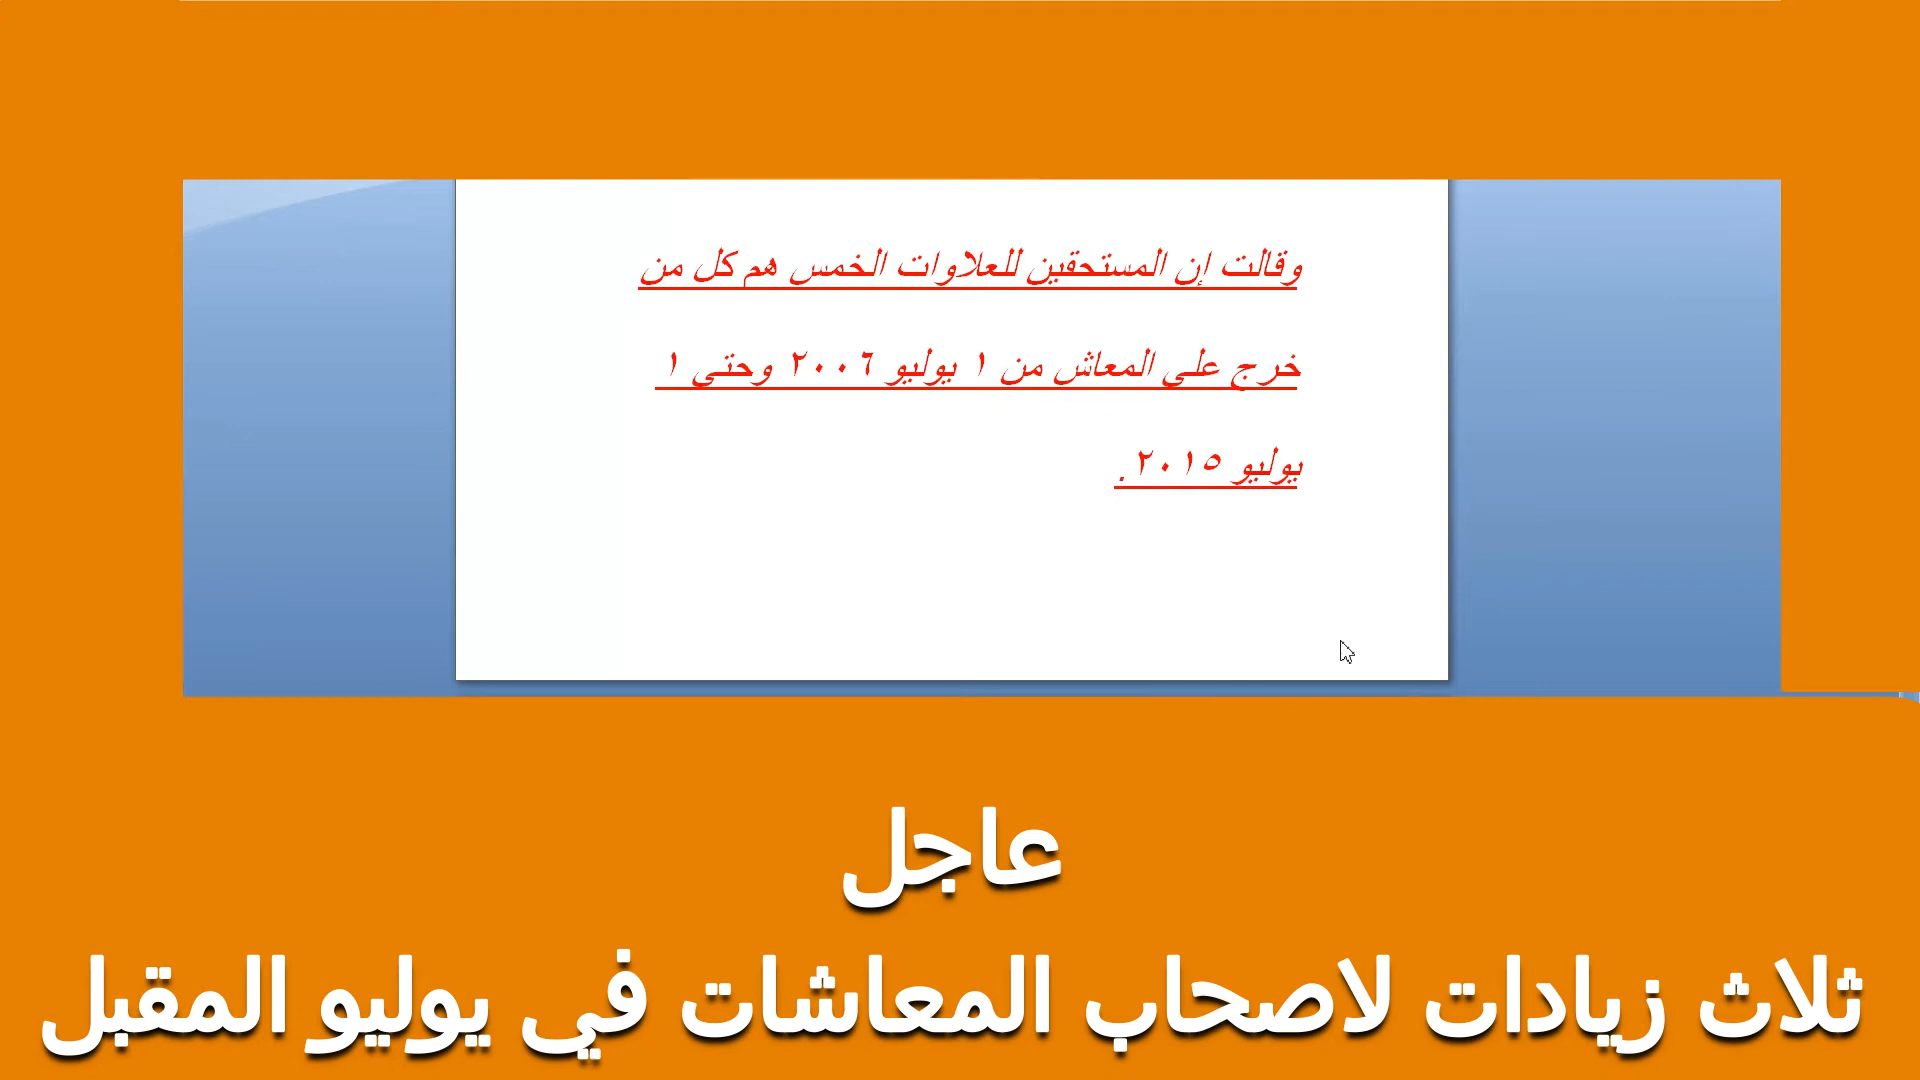 وقالت إن المستحقين للعلاوات الخمس هم كل من
خرج على المعاش من ١ يوليو ٢٠٠٦ وحتى ١
يوليو ٢٠١٥.
عاجل
ثلاث زيادات لاصحاب المعاشات في يوليو المقبل